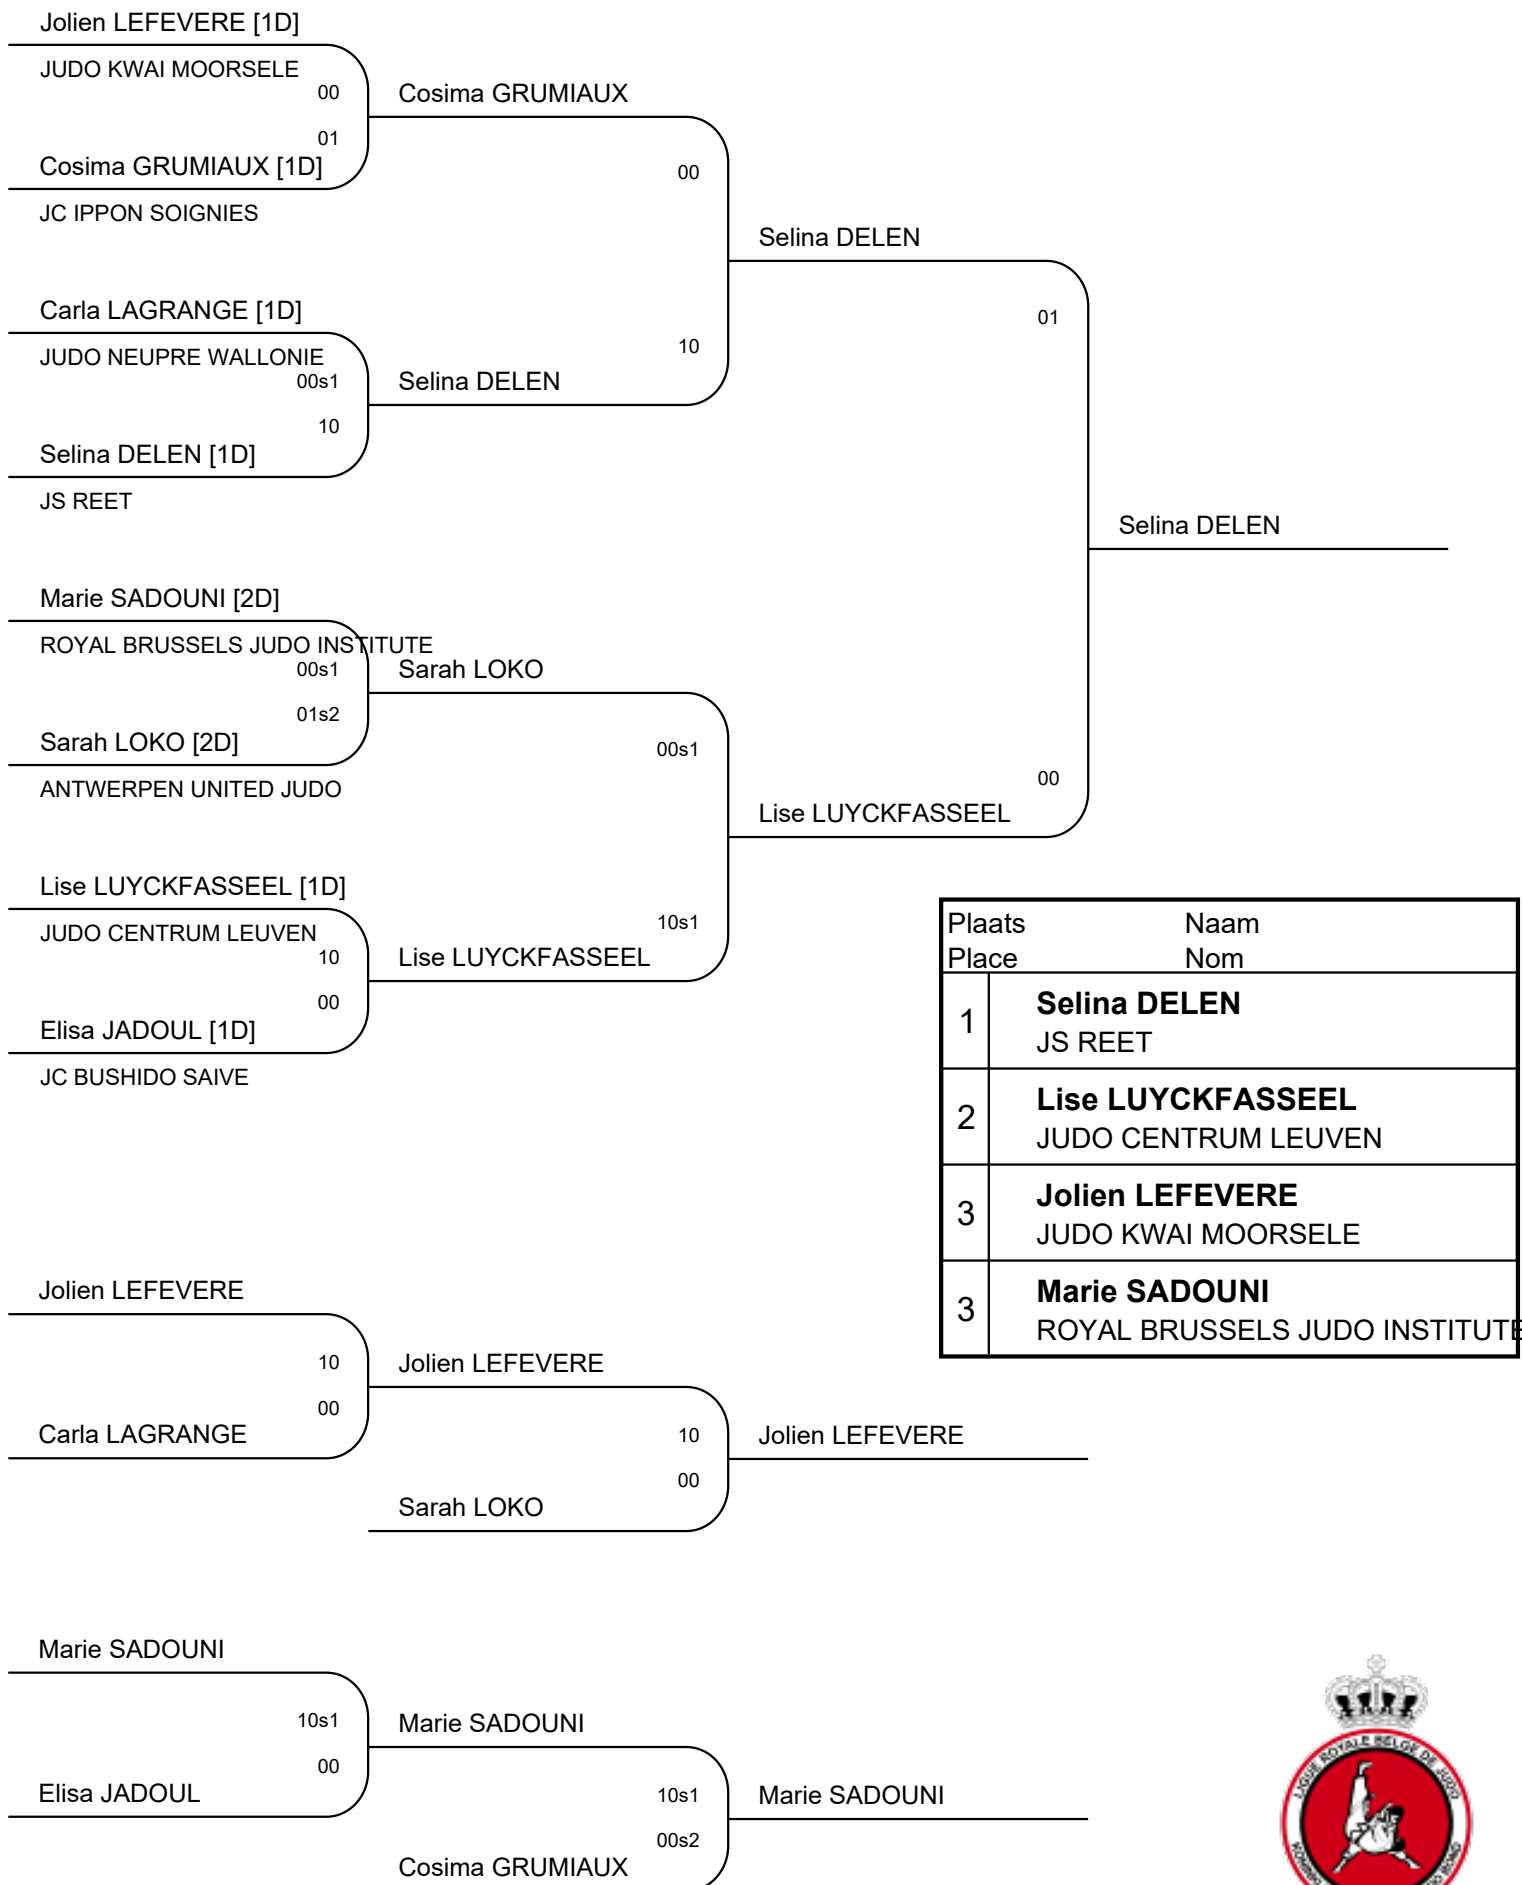 Jolien LEFEVERE [1D]
JUDO KWAI MOORSELE
00
01
Cosima GRUMIAUX [1D]
JC IPPON SOIGNIES
Carla LAGRANGE [1D]
JUDO NEUPRE WALLONIE
00s1
10
Selina DELEN [1D]
JS REET
Marie SADOUNI [2D]
ROYAL BRUSSELS JUDO INSTITUTE
00s1
01s2
Sarah LOKO [2D]
ANTWERPEN UNITED JUDO
Lise LUYCKFASSEEL [1D]
JUDO CENTRUM LEUVEN
10
00
Elisa JADOUL [1D]
JC BUSHIDO SAIVE
Cosima GRUMIAUX
00
10
Selina DELEN
Sarah LOKO
00s1
10s1
Lise LUYCKFASSEEL
Selina DELEN
01
00
Lise LUYCKFASSEEL
Selina DELEN
Plaats Naam
Place Nom
1 Selina DELEN
JS REET
2 Lise LUYCKFASSEEL
JUDO CENTRUM LEUVEN
3 Jolien LEFEVERE
JUDO KWAI MOORSELE
3 Marie SADOUNI
ROYAL BRUSSELS JUDO INSTITUTE
Jolien LEFEVERE
10
00
Carla LAGRANGE
Jolien LEFEVERE
10
00
Sarah LOKO
Jolien LEFEVERE
Marie SADOUNI
10s1
00
Elisa JADOUL
Marie SADOUNI
10s1
00s2
Cosima GRUMIAUX
Marie SADOUNI
LIGUE ROYALE BELGE DE JUDO